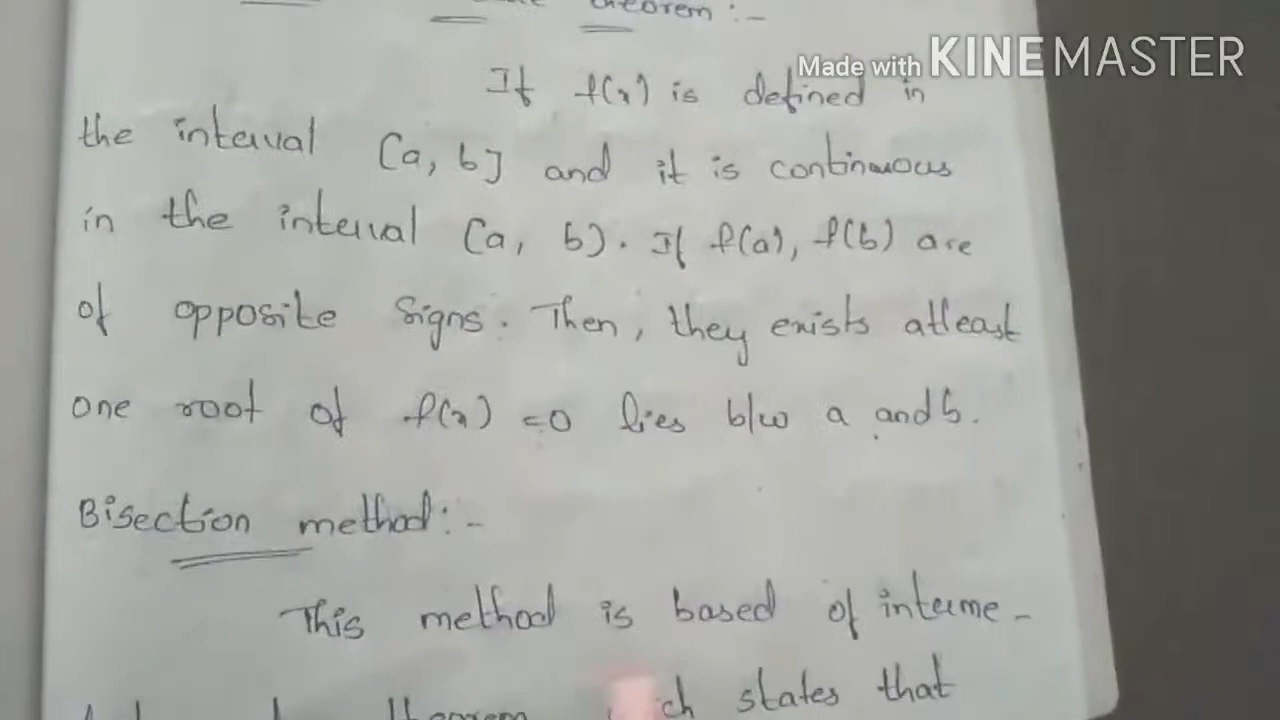 theorem :-
Made with KINEMASTER
If f(x) is defined in
the interval [a, b] and it is continuous
in the interval (a, b). If f(a), f(b) are
of opposite signs. Then, they exists atleast
one root of f(x) =0 lies b/w a and b.
Bisection method:-
This method is based of interme-
theorem states that